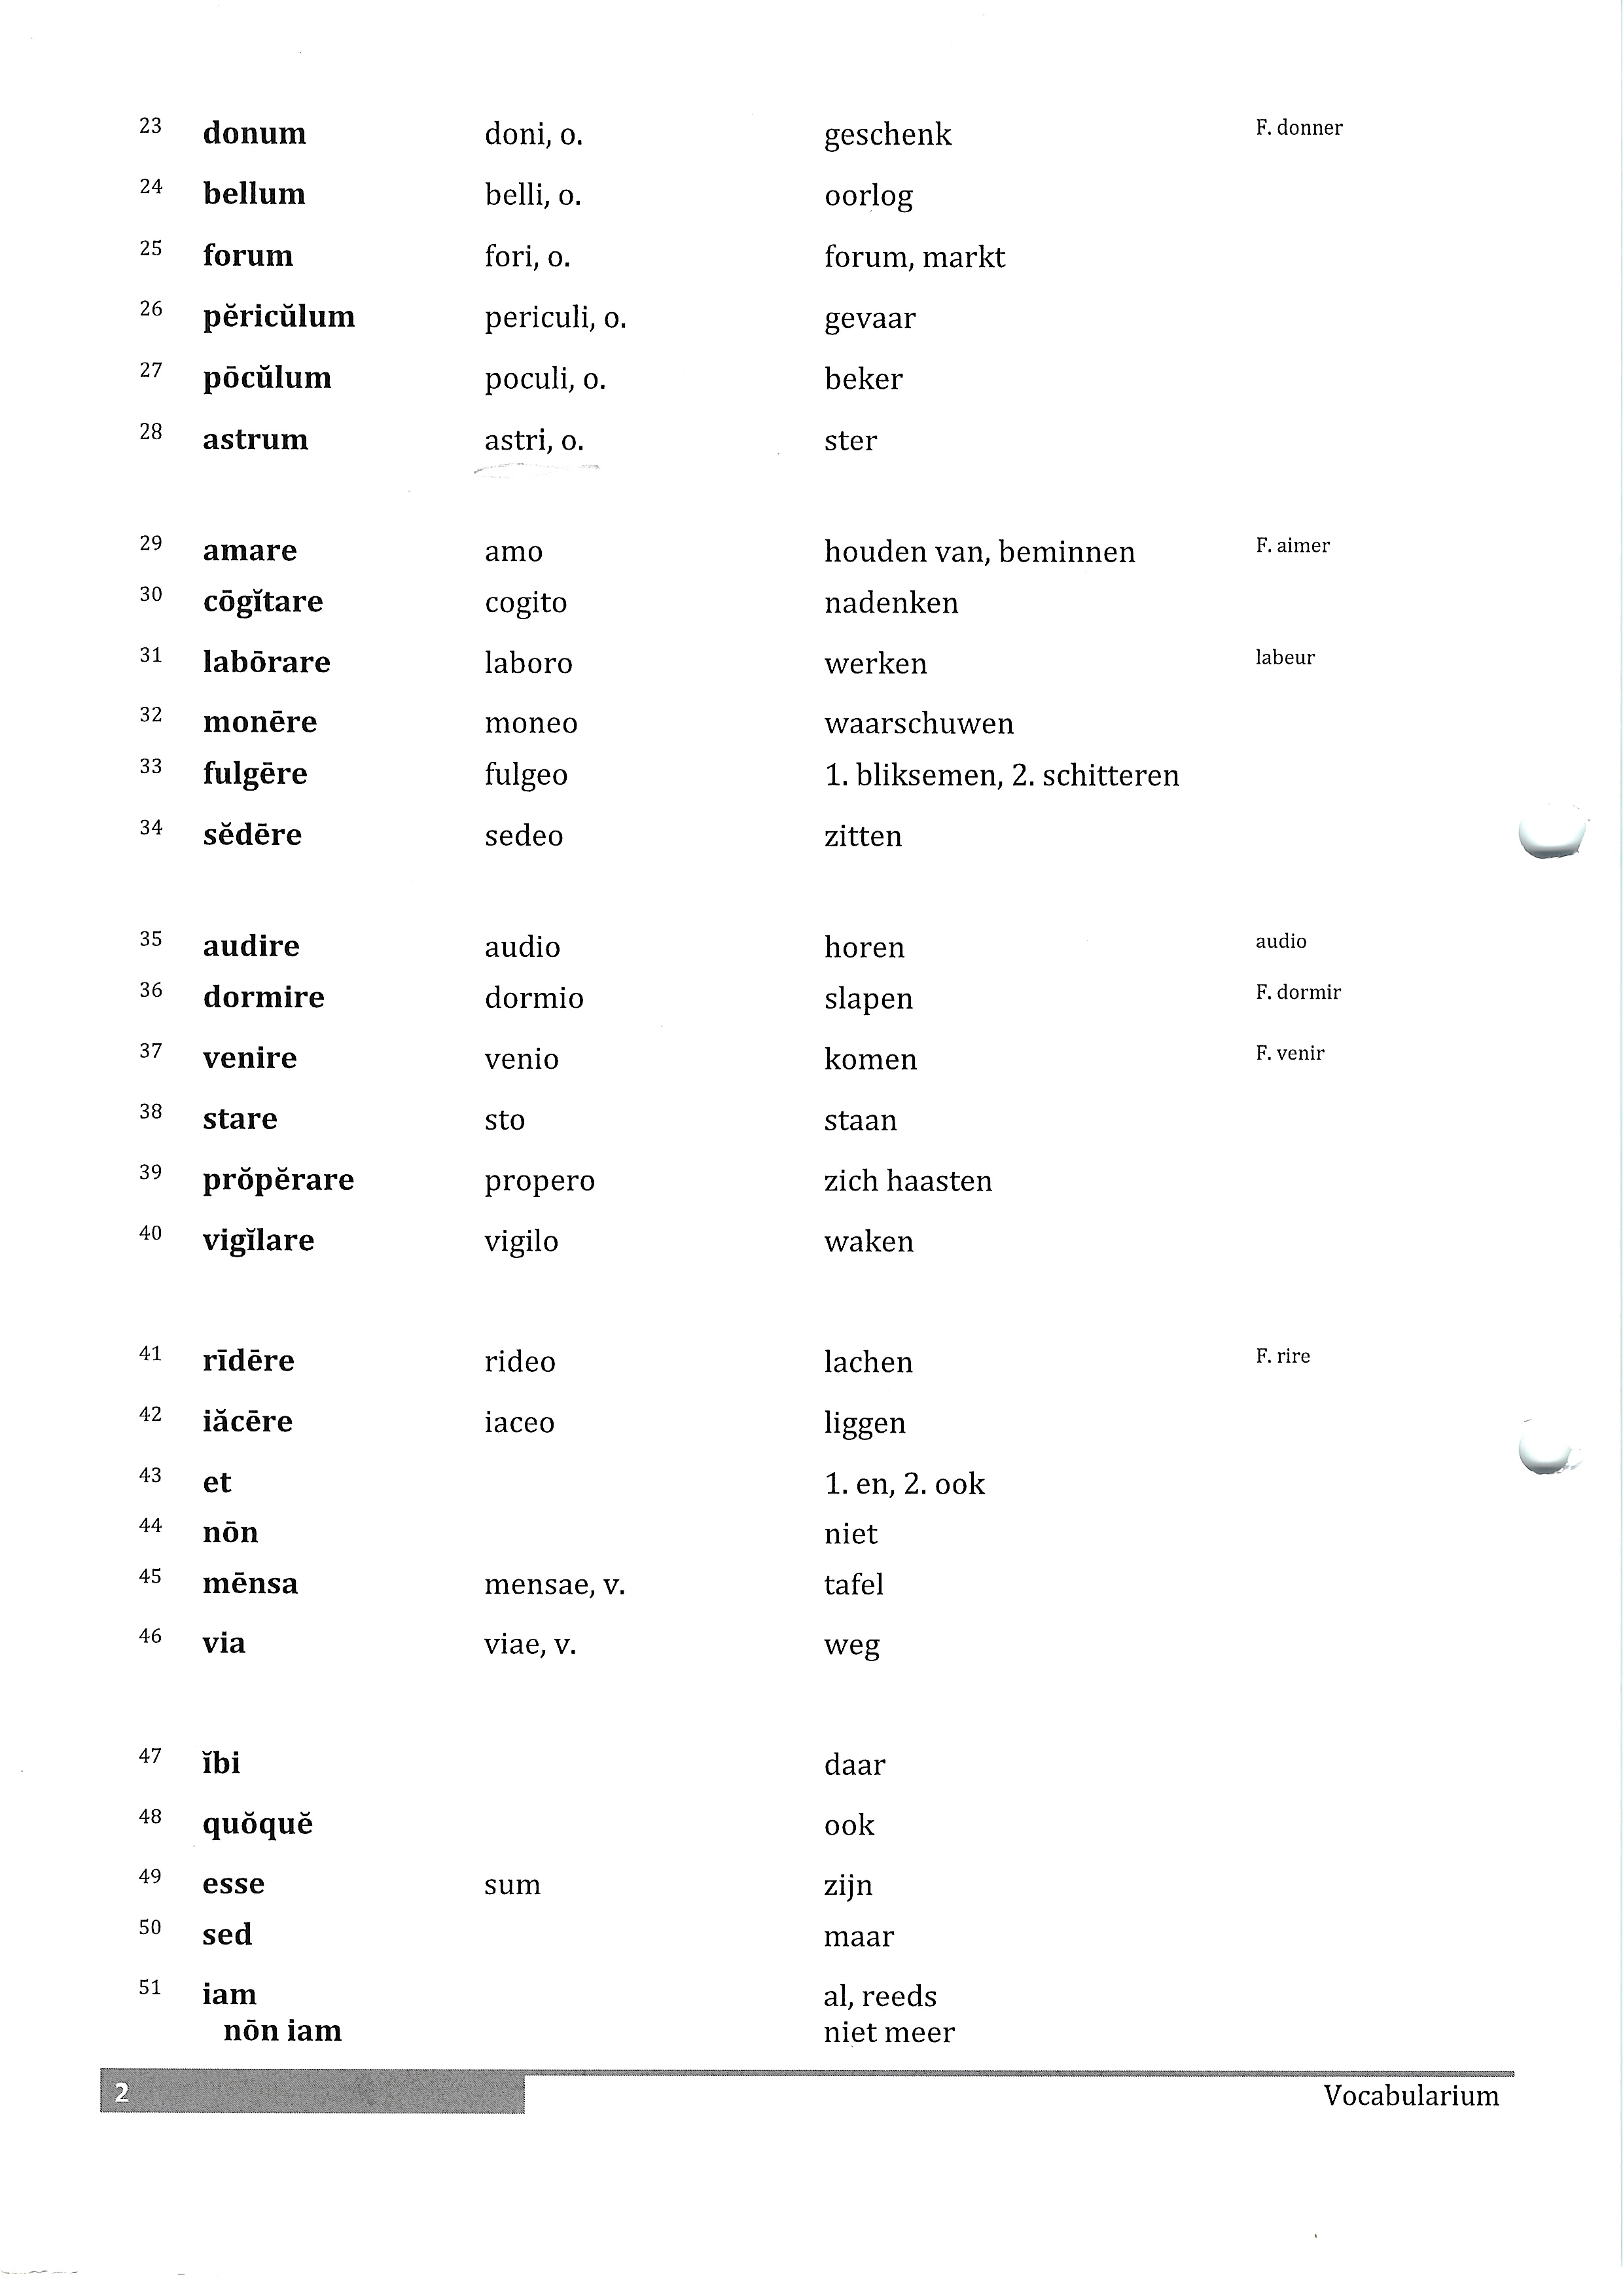 23 donum doni, o. geschenk F. donner
24 bellum belli, o. oorlog
25 forum fori, o. forum, markt
26 pĕricŭlum periculi, o. gevaar
27 pōcŭlum poculi, o. beker
28 astrum astri, o. ster
29 amare amo houden van, beminnen F. aimer
30 cōgĭtare cogito nadenken
31 labōrare laboro werken labeur
32 monēre moneo waarschuwen
33 fulgēre fulgeo 1. bliksemen, 2. schitteren
34 sĕdēre sedeo zitten
35 audire audio horen audio
36 dormire dormio slapen F. dormir
37 venire venio komen F. venir
38 stare sto staan
39 prŏpĕrare propero zich haasten
40 vigĭlare vigilo waken
41 rīdēre rideo lachen F. rire
42 iăcēre iaceo liggen
43 et 1. en, 2. ook
44 nōn niet
45 mēnsa mensae, v. tafel
46 via viae, v. weg
47 ĭbi daar
48 quŏquĕ ook
49 esse sum zijn
50 sed maar
51 iam al, reeds
nōn iam niet meer
2 Vocabularium